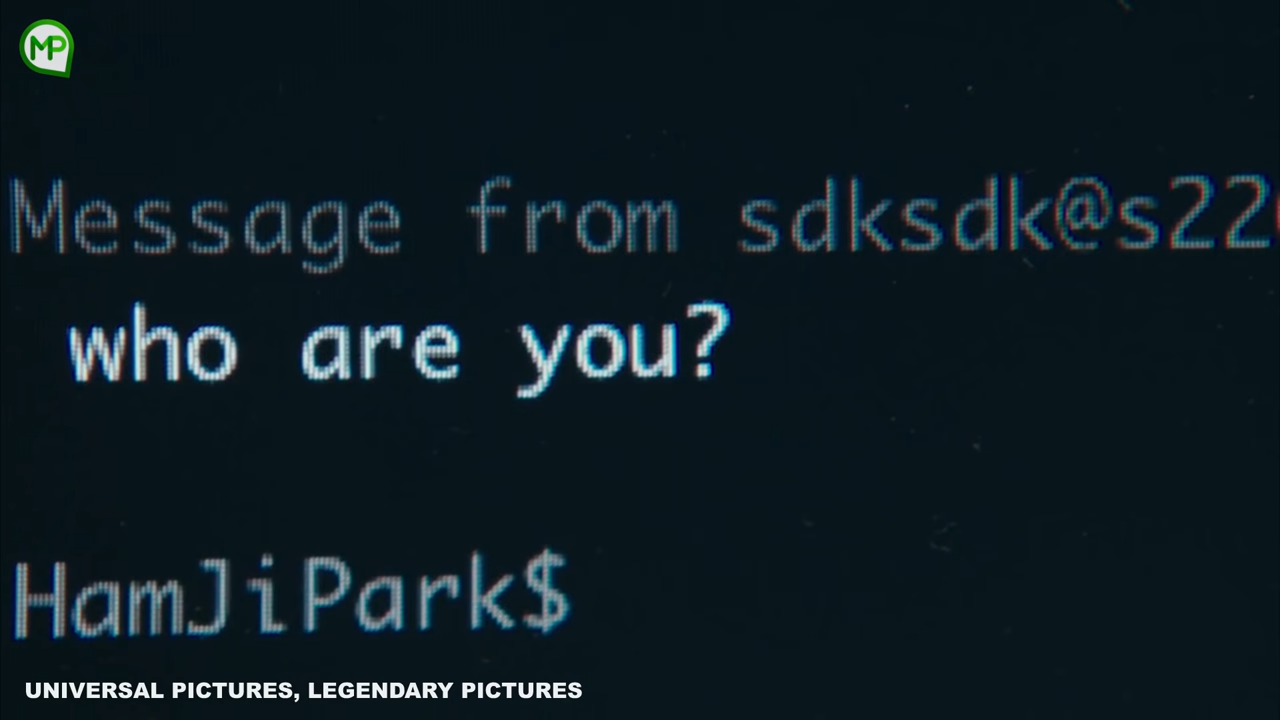 MP
Message from sdksdk@s22
who are you?
HamJiPark$
UNIVERSAL PICTURES, LEGENDARY PICTURES